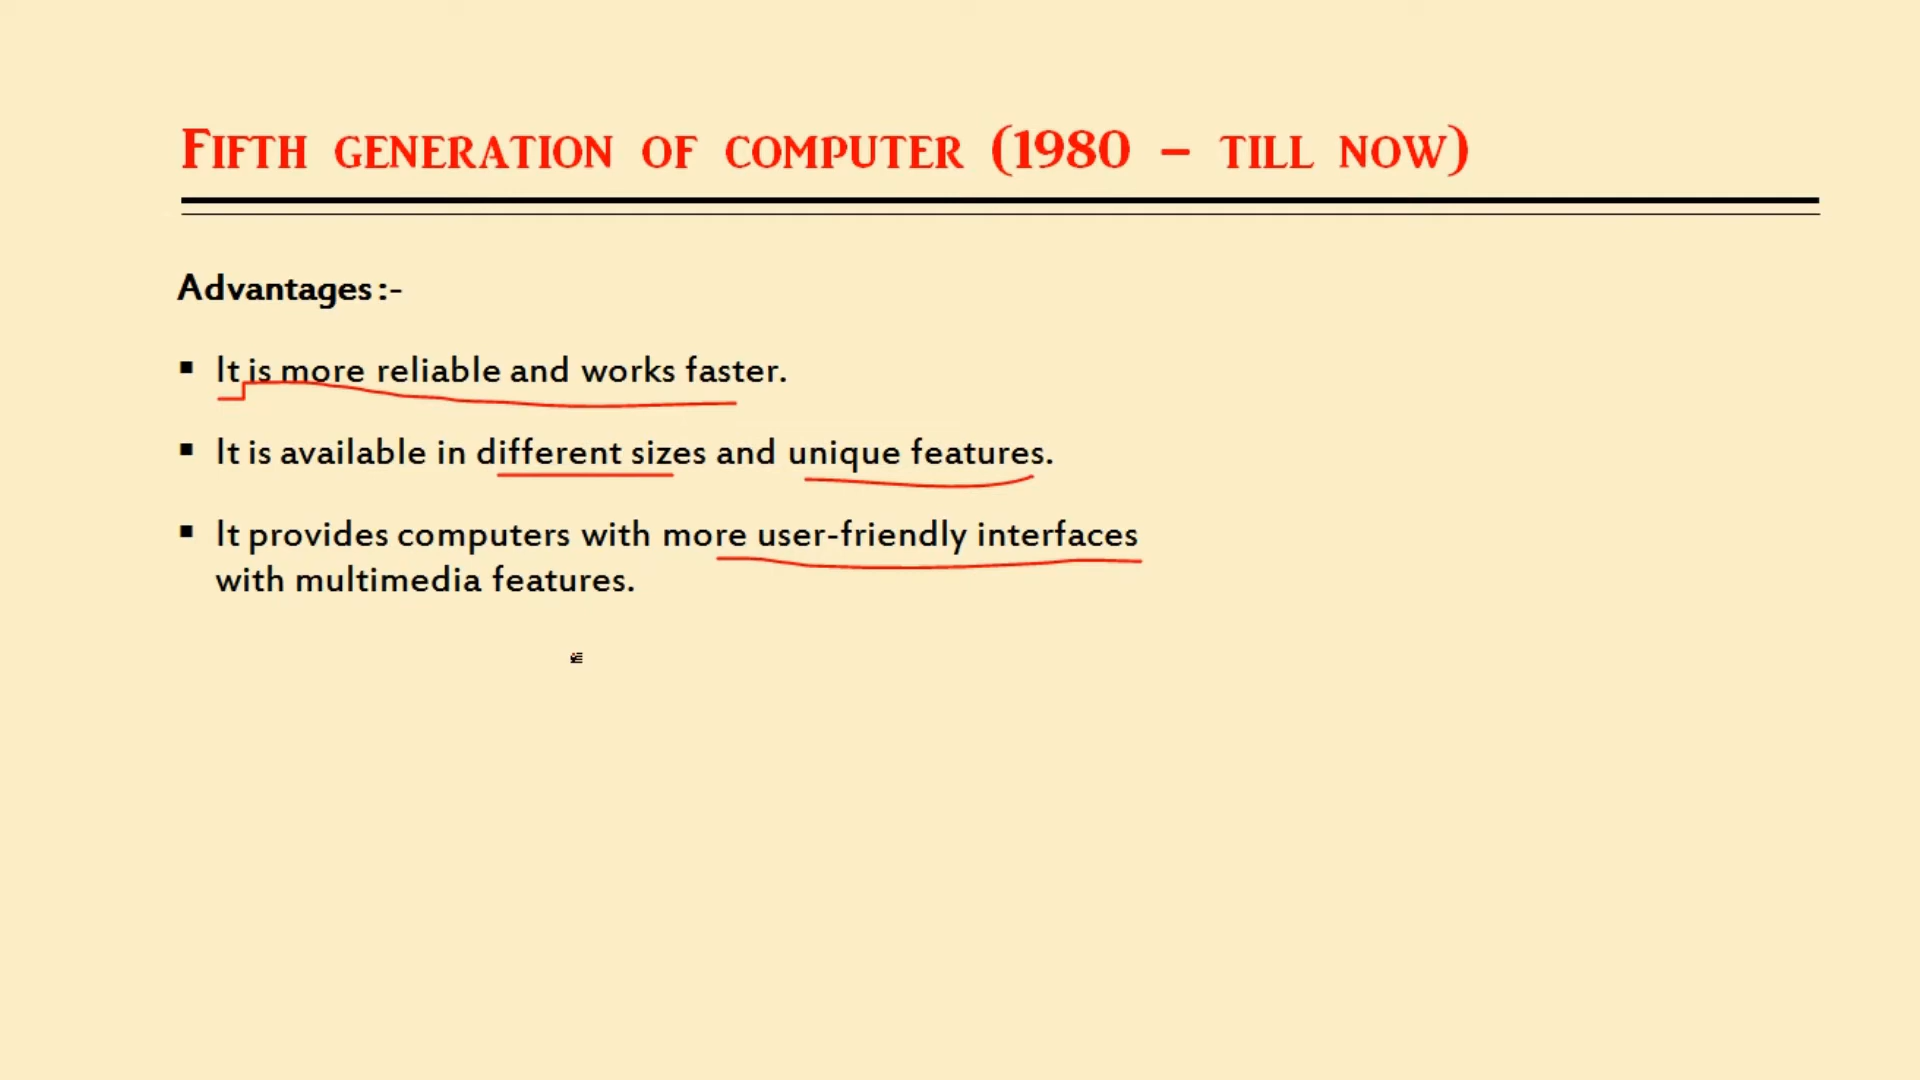 Fifth generation of computer (1980 – till now)
Advantages:-
▪ It is more reliable and works faster.
▪ It is available in different sizes and unique features.
▪ It provides computers with more user-friendly interfaces
with multimedia features.